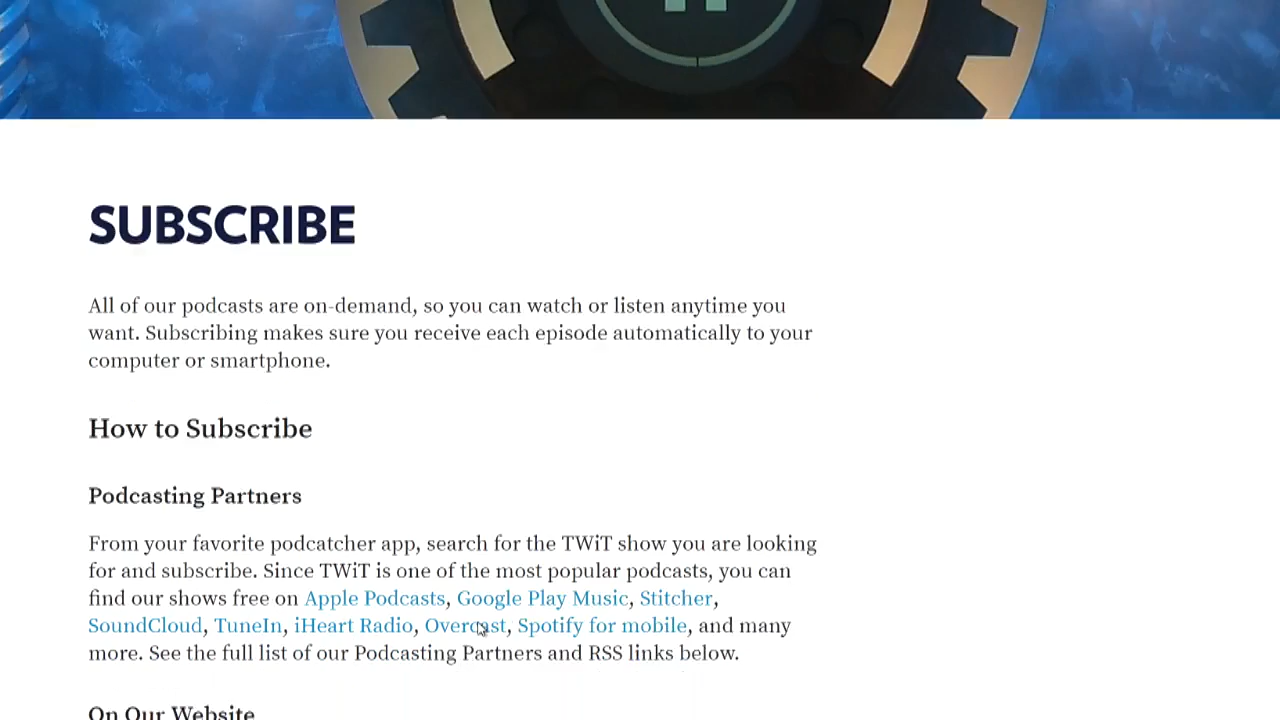 SUBSCRIBE
All of our podcasts are on-demand, so you can watch or listen anytime you
want. Subscribing makes sure you receive each episode automatically to your
computer or smartphone.
How to Subscribe
Podcasting Partners
From your favorite podcatcher app, search for the TWiT show you are looking
for and subscribe. Since TWiT is one of the most popular podcasts, you can
find our shows free on Apple Podcasts, Google Play Music, Stitcher,
SoundCloud, TuneIn, iHeart Radio, Overcast, Spotify for mobile, and many
more. See the full list of our Podcasting Partners and RSS links below.
On Our Website